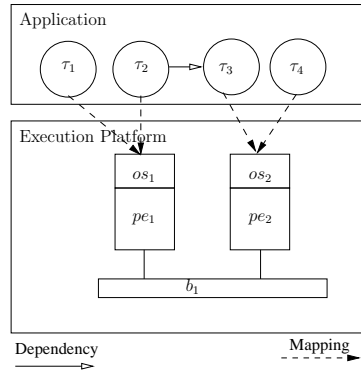 Application
τ1 τ2 τ3 τ4
Execution Platform
os1 os2
pe1 pe2
b1
Dependency
Mapping